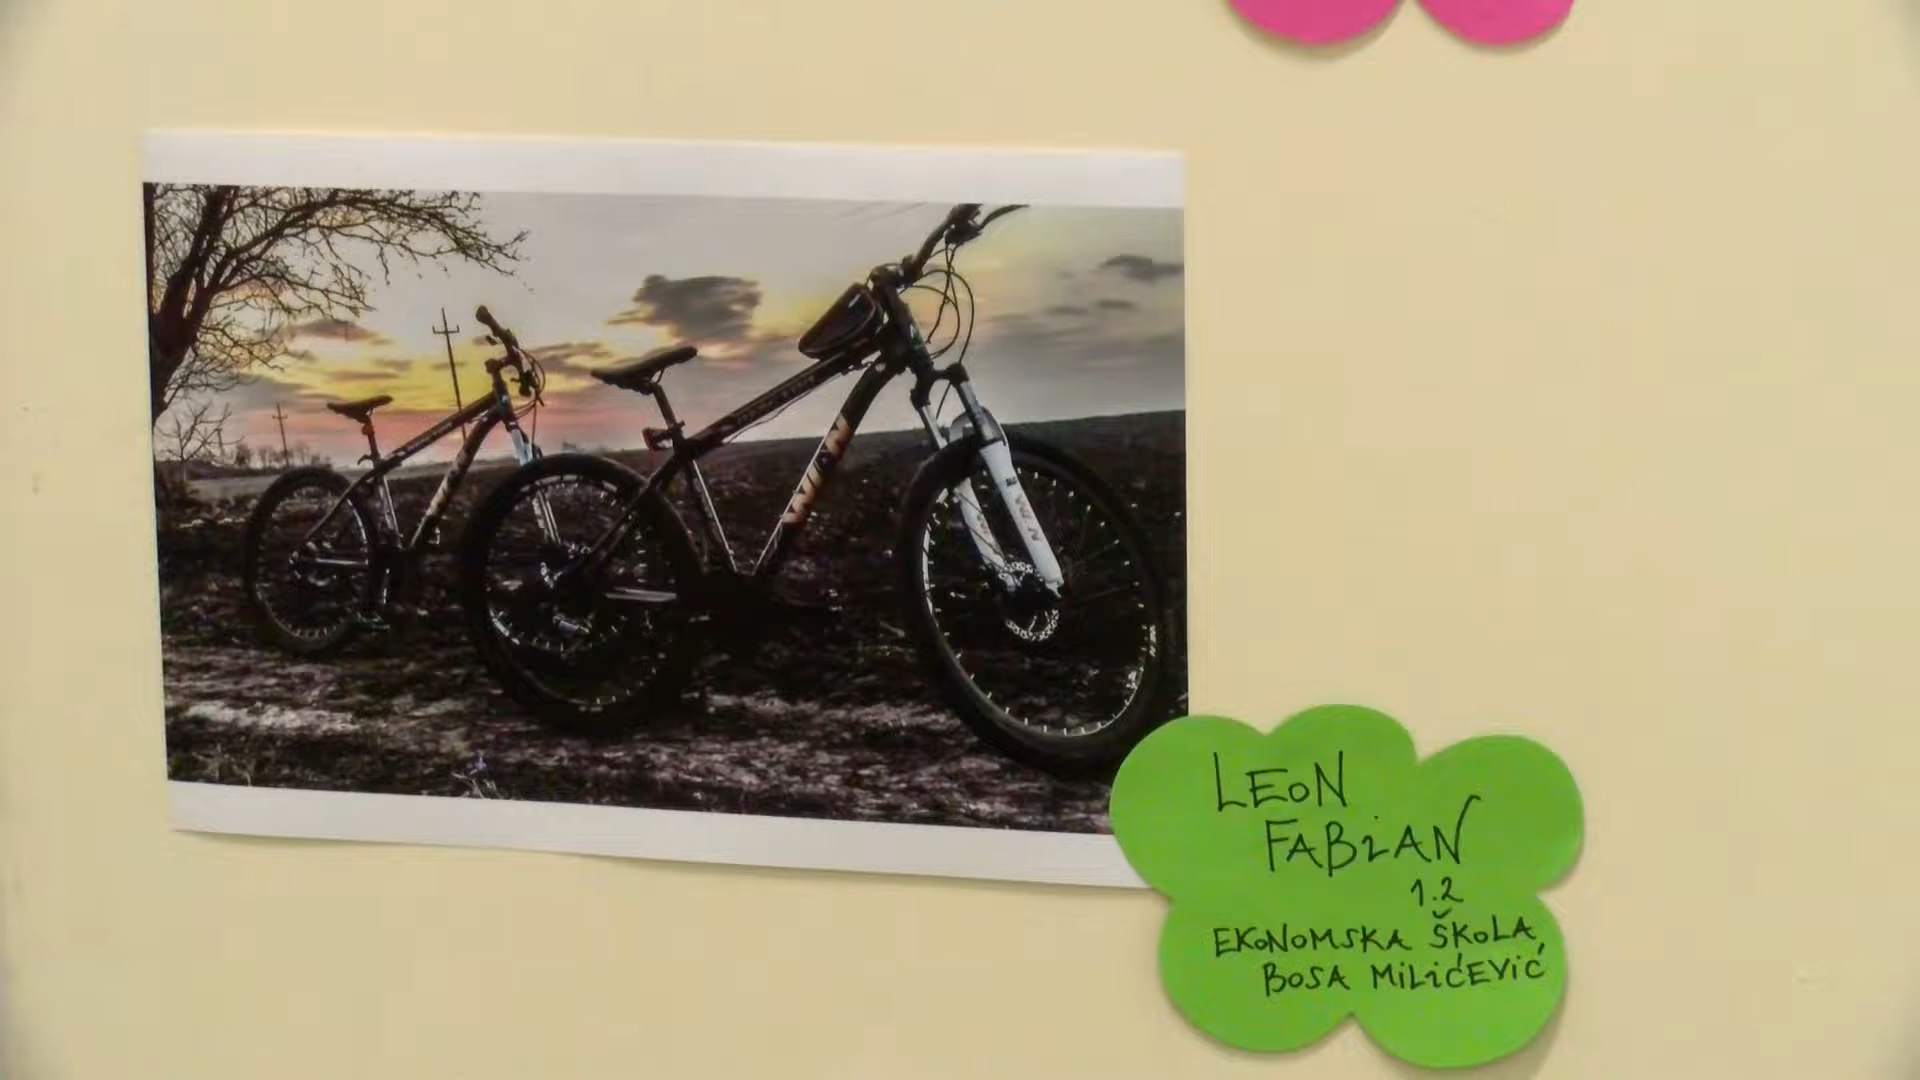 LEON
FABiAN
1.2
EKONOMSKA ŠKOLA,
BOSA MiLiĆEViĆ